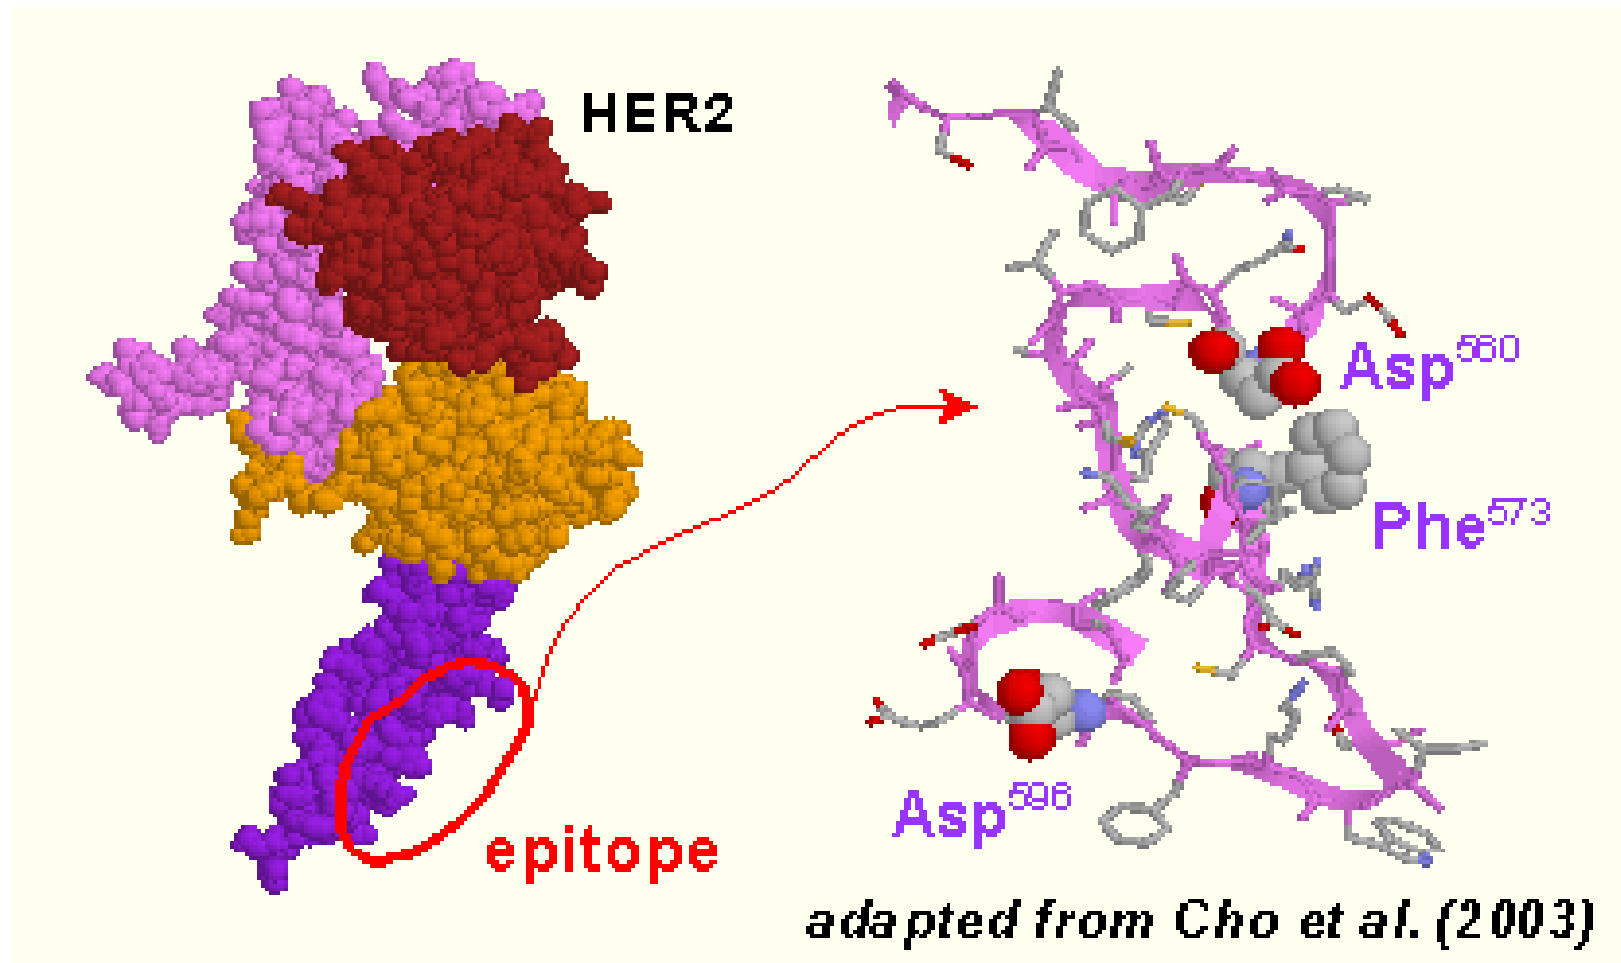 HER2
Asp560
Phe573
Asp596
epitope
adapted from Cho et al. (2003)